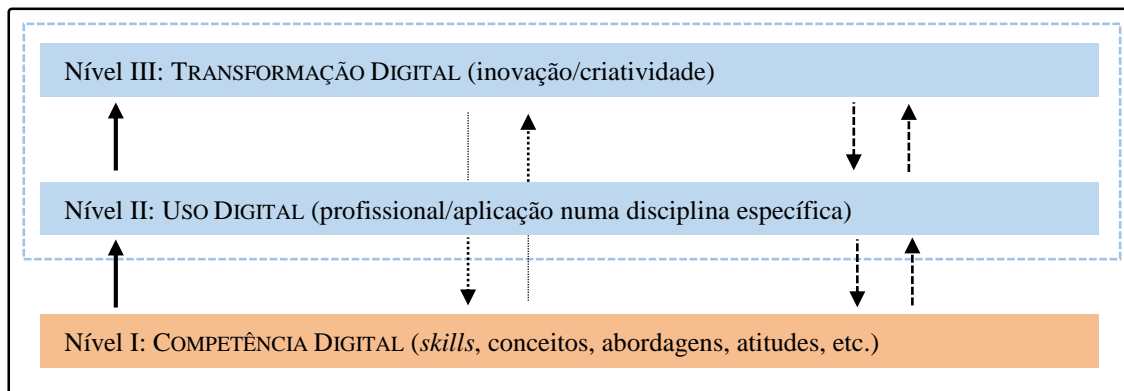 Nível III: TRANSFORMAÇÃO DIGITAL (inovação/criatividade)
Nível II: USO DIGITAL (profissional/aplicação numa disciplina específica)
Nível I: COMPETÊNCIA DIGITAL (skills, conceitos, abordagens, atitudes, etc.)